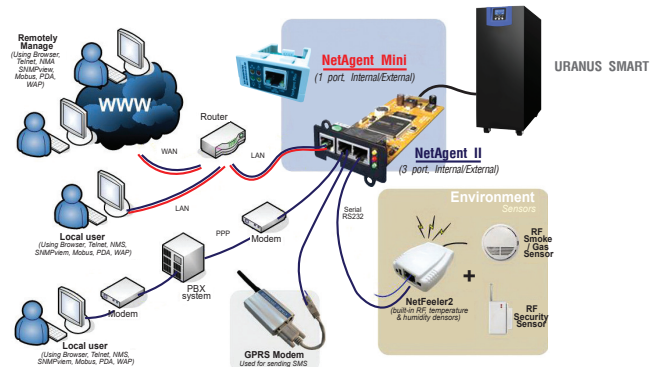 Remotely
Manage
(Using Browser,
Telnet, NMA
SNMPview,
Mobus, PDA,
WAP)
WWW
NetAgent Mini
(1 port. Internal/External)
URANUS SMART
Router
WAN
LAN
NetAgent II
(3 port. Internal/External)
LAN
Local user
(Using Browser, Telnet, NMS,
SNMPviem, Mobus, PDA, WAP)
PPP
Modem
PBX
system
Modem
Local user
(Using Browser, Telnet, NMS,
SNMPviem, Mobus, PDA, WAP)
Serial
RS232
GPRS Modem
Used for sending SMS
Environment
Sensors
RF
Smoke
/ Gas
Sensor
+
NetFeeler2
(built-in RF, temperature
& humidity densors)
RF
Security
Sensor